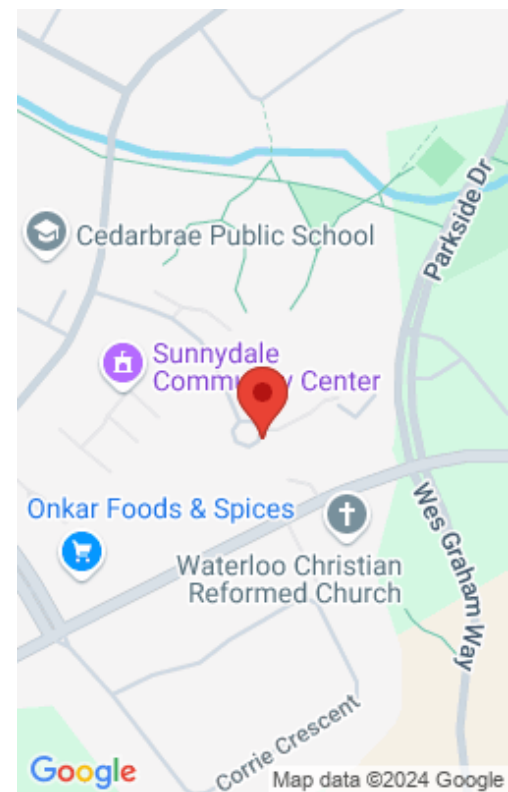 Parkside Dr
Cedarbrae Public School
Sunnydale
Community Center
Onkar Foods & Spices
Wes Graham Way
Waterloo Christian
Reformed Church
Corrie Crescent
Google
Map data ©2024 Google